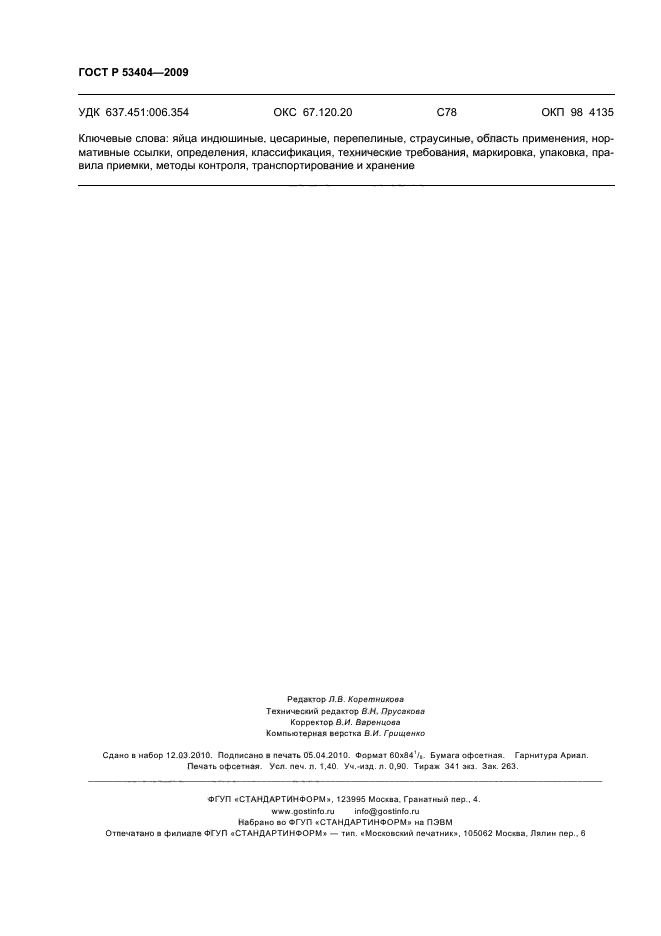 ГОСТ Р 53404—2009
УДК 637.451:006.354 ОКС 67.120.20 С78 ОКП 98 4135
Ключевые слова: яйца индюшиные, цесариные, перепелиные, страусиные, область применения, нор-
мативные ссылки, определения, классификация, технические требования, маркировка, упаковка, пра-
вила приемки, методы контроля, транспортирование и хранение
Редактор Л.В. Коретникова
Технический редактор В.Н. Прусакова
Корректор В.И. Варенцова
Компьютерная верстка В.И. Грищенко
Сдано в набор 12.03.2010. Подписано в печать 05.04.2010. Формат 60х84¹/₈. Бумага офсетная. Гарнитура Ариал.
Печать офсетная. Усл. печ. л. 1,40. Уч.-изд. л. 0,90. Тираж 341 экз. Зак. 263.
ФГУП «СТАНДАРТИНФОРМ», 123995 Москва, Гранатный пер., 4.
www.gostinfo.ru info@gostinfo.ru
Набрано во ФГУП «СТАНДАРТИНФОРМ» на ПЭВМ
Отпечатано в филиале ФГУП «СТАНДАРТИНФОРМ» — тип. «Московский печатник», 105062 Москва, Лялин пер., 6